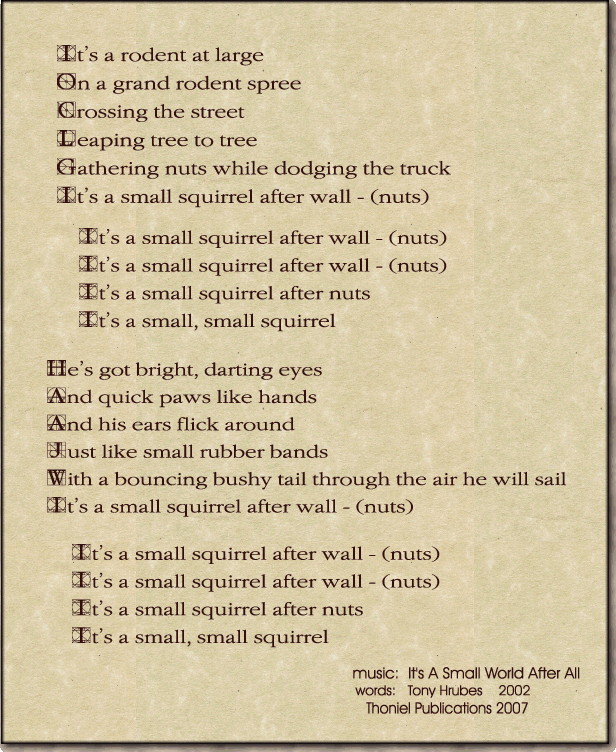 It's a rodent at large
On a grand rodent spree
Crossing the street
Leaping tree to tree
Gathering nuts while dodging the truck
It's a small squirrel after wall - (nuts)
It's a small squirrel after wall - (nuts)
It's a small squirrel after wall - (nuts)
It's a small squirrel after nuts
It's a small, small squirrel
He's got bright, darting eyes
And quick paws like hands
And his ears flick around
Just like small rubber bands
With a bouncing bushy tail through the air he will sail
It's a small squirrel after wall - (nuts)
It's a small squirrel after wall - (nuts)
It's a small squirrel after wall - (nuts)
It's a small squirrel after nuts
It's a small, small squirrel
music: It's A Small World After All
words: Tony Hrubes 2002
Thoniel Publications 2007